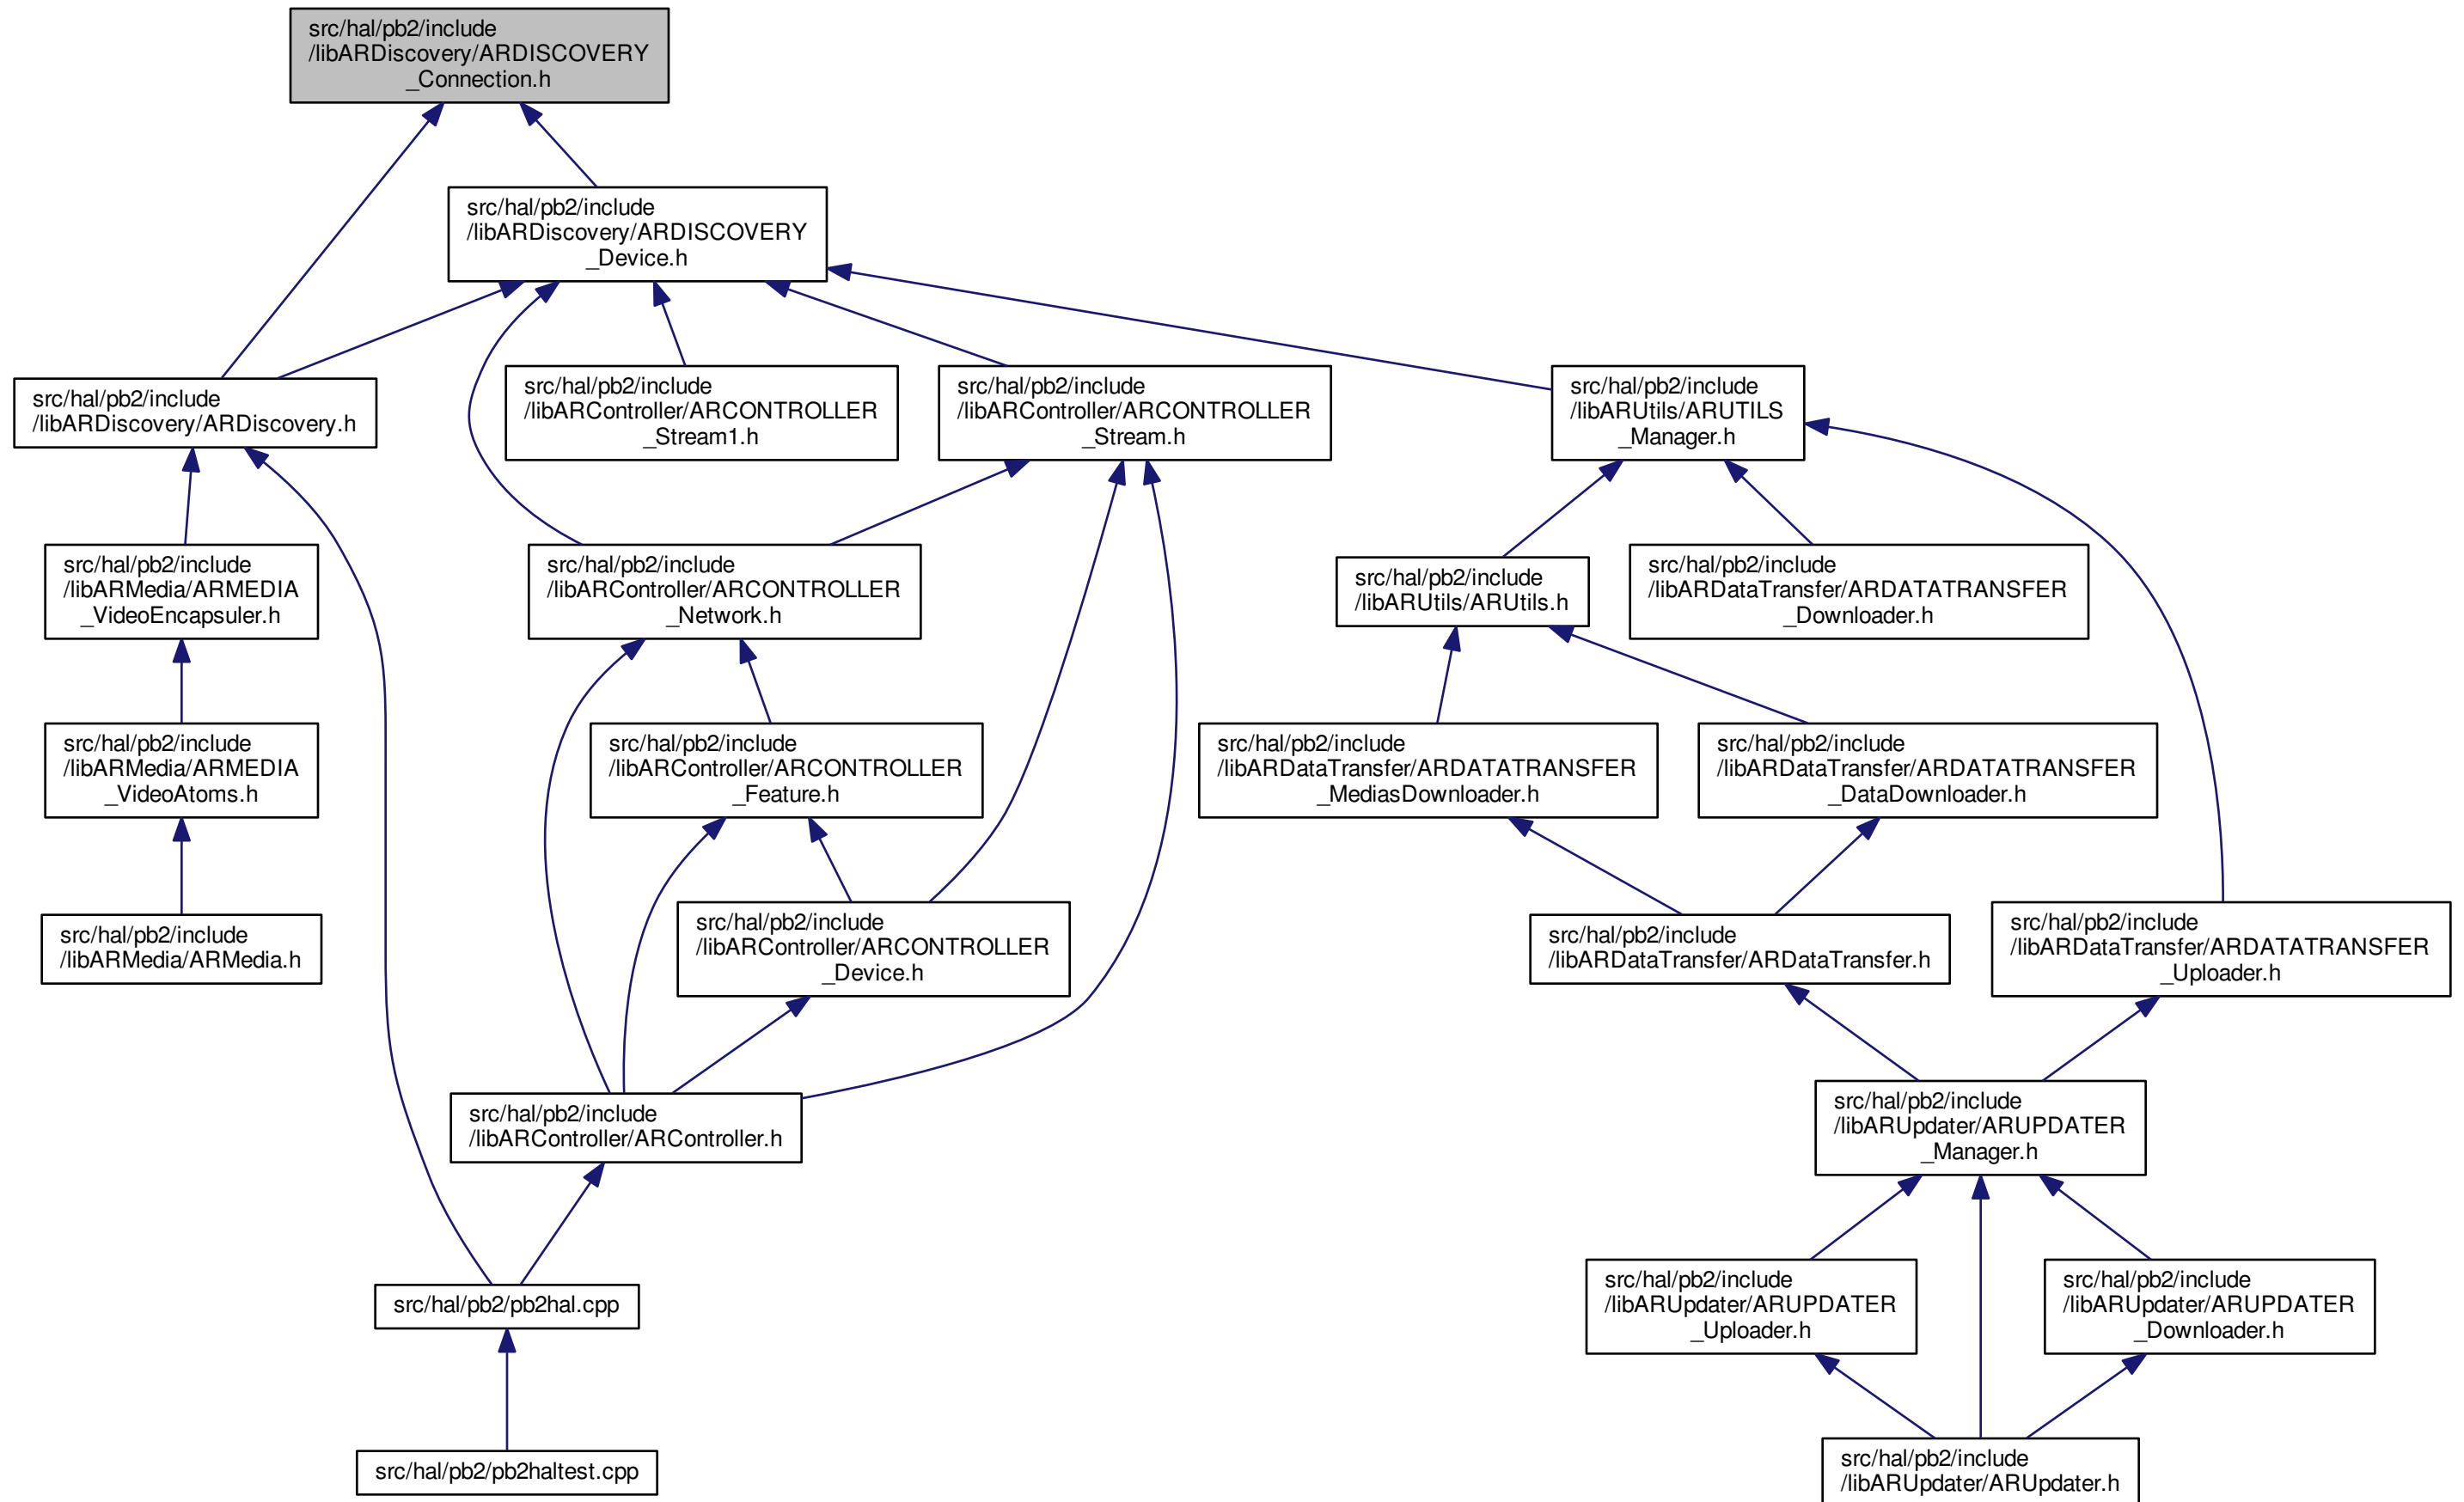 src/hal/pb2/include
/libARDiscovery/ARDISCOVERY
_Connection.h
src/hal/pb2/include
/libARDiscovery/ARDISCOVERY
_Device.h
src/hal/pb2/include
/libARDiscovery/ARDiscovery.h
src/hal/pb2/include
/libARController/ARCONTROLLER
_Stream1.h
src/hal/pb2/include
/libARController/ARCONTROLLER
_Stream.h
src/hal/pb2/include
/libARUtils/ARUTILS
_Manager.h
src/hal/pb2/include
/libARMedia/ARMEDIA
_VideoEncapsuler.h
src/hal/pb2/include
/libARController/ARCONTROLLER
_Network.h
src/hal/pb2/include
/libARUtils/ARUtils.h
src/hal/pb2/include
/libARDataTransfer/ARDATATRANSFER
_Downloader.h
src/hal/pb2/include
/libARMedia/ARMEDIA
_VideoAtoms.h
src/hal/pb2/include
/libARController/ARCONTROLLER
_Feature.h
src/hal/pb2/include
/libARDataTransfer/ARDATATRANSFER
_MediasDownloader.h
src/hal/pb2/include
/libARDataTransfer/ARDATATRANSFER
_DataDownloader.h
src/hal/pb2/include
/libARMedia/ARMedia.h
src/hal/pb2/include
/libARController/ARCONTROLLER
_Device.h
src/hal/pb2/include
/libARDataTransfer/ARDataTransfer.h
src/hal/pb2/include
/libARDataTransfer/ARDATATRANSFER
_Uploader.h
src/hal/pb2/include
/libARController/ARController.h
src/hal/pb2/include
/libARUpdater/ARUPDATER
_Manager.h
src/hal/pb2/pb2hal.cpp
src/hal/pb2/include
/libARUpdater/ARUPDATER
_Uploader.h
src/hal/pb2/include
/libARUpdater/ARUPDATER
_Downloader.h
src/hal/pb2/pb2haltest.cpp
src/hal/pb2/include
/libARUpdater/ARUpdater.h